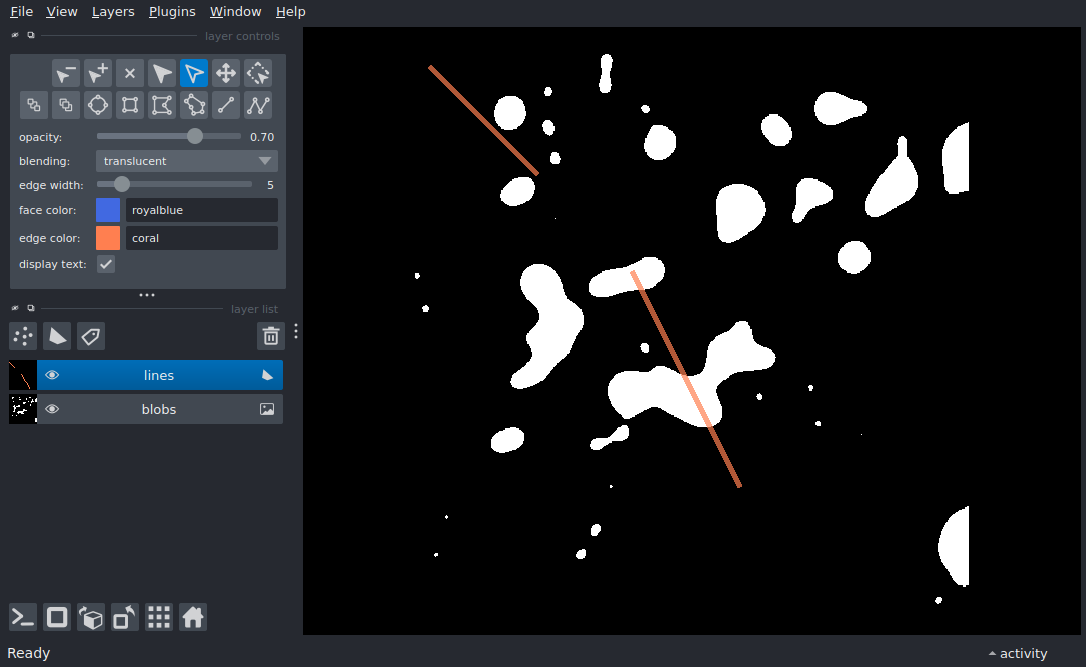 File View Layers Plugins Window Help
layer controls
opacity: 0.70
blending: translucent
edge width: 5
face color: royalblue
edge color: coral
display text:
layer list
lines
blobs
Ready
activity